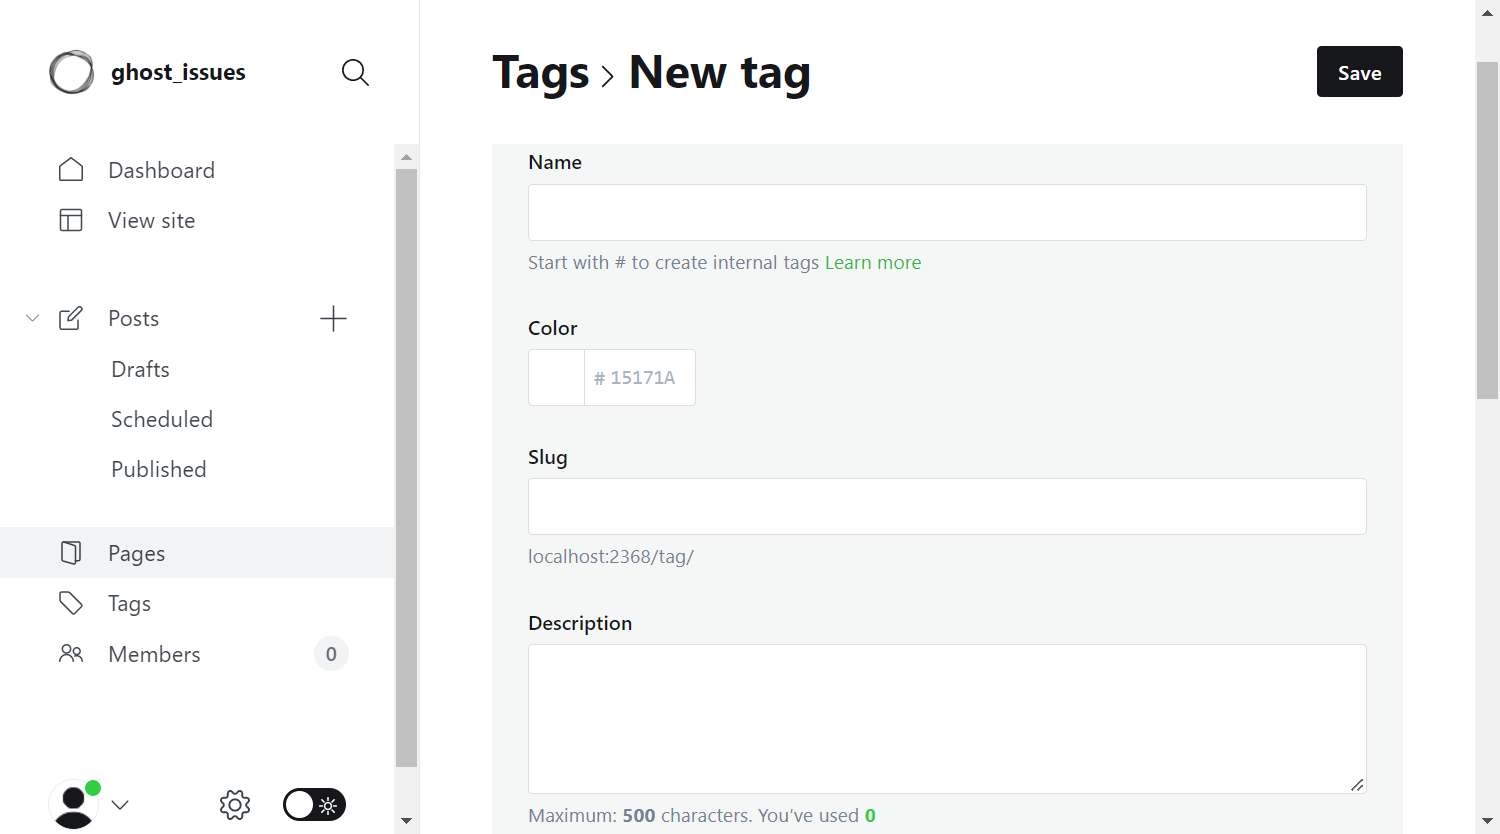 ghost_issues
Dashboard
View site
Posts
Drafts
Scheduled
Published
Pages
Tags
Members 0
Tags > New tag
Save
Name
Start with # to create internal tags Learn more
Color
# 15171A
Slug
localhost:2368/tag/
Description
Maximum: 500 characters. You’ve used 0